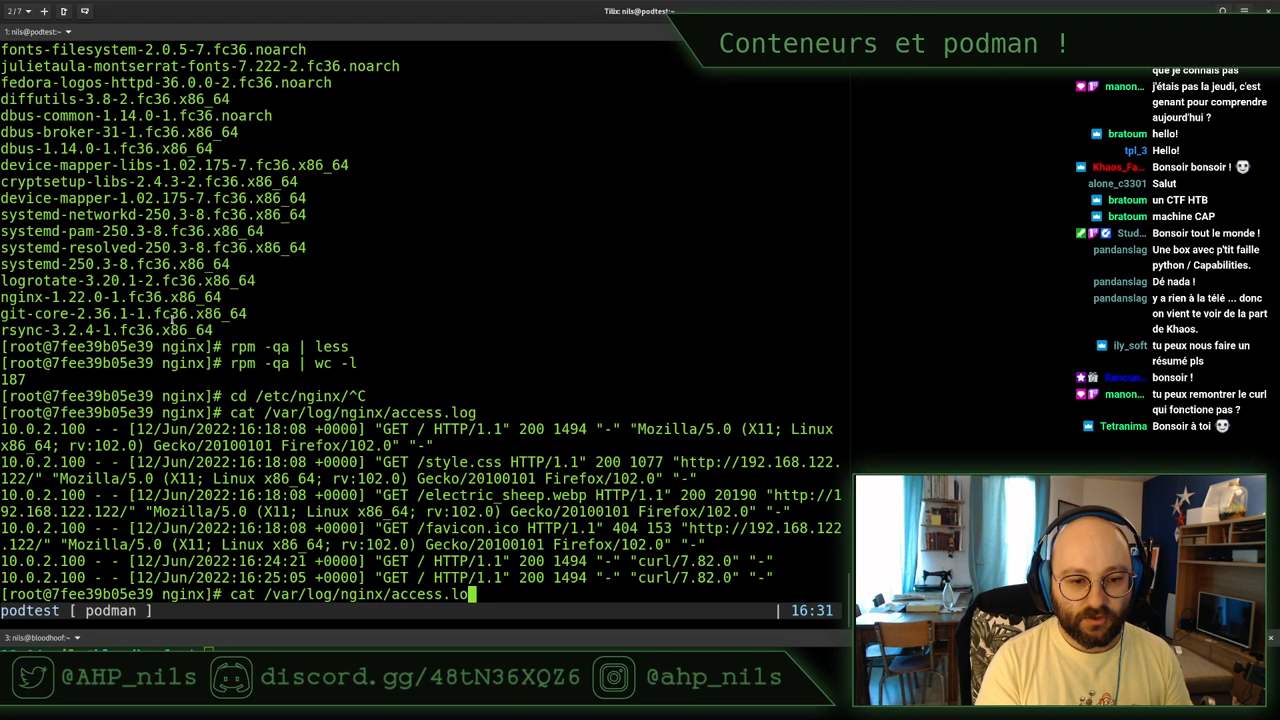 2 / 7
Tilix: nils@podtest:~
1: nils@podtest:~
Conteneurs et podman !
fonts-filesystem-2.0.5-7.fc36.noarch
julietaula-montserrat-fonts-7.222-2.fc36.noarch
fedora-logos-httpd-36.0.0-2.fc36.noarch
diffutils-3.8-2.fc36.x86_64
dbus-common-1.14.0-1.fc36.noarch
dbus-broker-31-1.fc36.x86_64
dbus-1.14.0-1.fc36.x86_64
device-mapper-libs-1.02.175-7.fc36.x86_64
cryptsetup-libs-2.4.3-2.fc36.x86_64
device-mapper-1.02.175-7.fc36.x86_64
systemd-networkd-250.3-8.fc36.x86_64
systemd-pam-250.3-8.fc36.x86_64
systemd-resolved-250.3-8.fc36.x86_64
systemd-250.3-8.fc36.x86_64
logrotate-3.20.1-2.fc36.x86_64
nginx-1.22.0-1.fc36.x86_64
git-core-2.36.1-1.fc36.x86_64
rsync-3.2.4-1.fc36.x86_64
[root@7fee39b05e39 nginx]# rpm -qa | less
[root@7fee39b05e39 nginx]# rpm -qa | wc -l
187
[root@7fee39b05e39 nginx]# cd /etc/nginx/^C
[root@7fee39b05e39 nginx]# cat /var/log/nginx/access.log
10.0.2.100 - - [12/Jun/2022:16:18:08 +0000] "GET / HTTP/1.1" 200 1494 "-" "Mozilla/5.0 (X11; Linux
x86_64; rv:102.0) Gecko/20100101 Firefox/102.0" "-"
10.0.2.100 - - [12/Jun/2022:16:18:08 +0000] "GET /style.css HTTP/1.1" 200 1077 "http://192.168.122.
122/" "Mozilla/5.0 (X11; Linux x86_64; rv:102.0) Gecko/20100101 Firefox/102.0" "-"
10.0.2.100 - - [12/Jun/2022:16:18:08 +0000] "GET /electric_sheep.webp HTTP/1.1" 200 20190 "http://1
92.168.122.122/" "Mozilla/5.0 (X11; Linux x86_64; rv:102.0) Gecko/20100101 Firefox/102.0" "-"
10.0.2.100 - - [12/Jun/2022:16:18:08 +0000] "GET /favicon.ico HTTP/1.1" 404 153 "http://192.168.122
.122/" "Mozilla/5.0 (X11; Linux x86_64; rv:102.0) Gecko/20100101 Firefox/102.0" "-"
10.0.2.100 - - [12/Jun/2022:16:24:21 +0000] "GET / HTTP/1.1" 200 1494 "-" "curl/7.82.0" "-"
10.0.2.100 - - [12/Jun/2022:16:25:05 +0000] "GET / HTTP/1.1" 200 1494 "-" "curl/7.82.0" "-"
[root@7fee39b05e39 nginx]# cat /var/log/nginx/access.lo
podtest [ podman ] | 16:31
3: nils@bloodhoof:~
que je connais pas
manon... j'étais pas la jeudi, c'est
genant pour comprendre
aujourd'hui ?
bratoum hello!
tpl_3 Hello!
Khaos_Fa... Bonsoir bonsoir !
alone_c3301 Salut
bratoum un CTF HTB
bratoum machine CAP
Stud... Bonsoir tout le monde !
pandanslag Une box avec p'tit faille
python / Capabilities.
pandanslag Dé nada !
pandanslag y a rien à la télé ... donc
on vient te voir de la part
de Khaos.
ily_soft tu peux nous faire un
résumé pls
bonsoir !
manon... tu peux remontrer le curl
qui fonctione pas ?
Tetranima Bonsoir à toi
@AHP_nils discord.gg/48tN36XQZ6 @ahp_nils